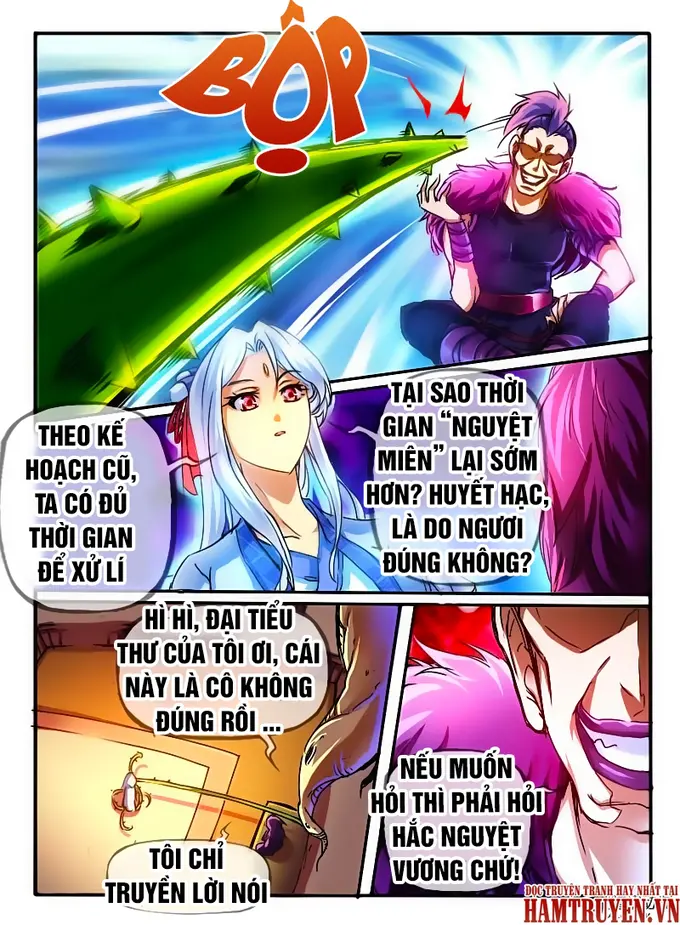 BỘP
THEO KẾ
HOẠCH CŨ,
TA CÓ ĐỦ
THỜI GIAN
ĐỂ XỬ LÍ
TẠI SAO THỜI
GIAN “NGUYỆT
MIÊN” LẠI SỚM
HƠN? HUYẾT HẠC,
LÀ DO NGƯƠI
ĐÚNG KHÔNG?
HÌ HÌ, ĐẠI TIỂU
THƯ CỦA TÔI ƠI, CÁI
NÀY LÀ CÔ KHÔNG
ĐÚNG RỒI ...
TÔI CHỈ
TRUYỀN LỜI NÓI
NẾU MUỐN
HỎI THÌ PHẢI HỎI
HẮC NGUYỆT
VƯƠNG CHỨ!
ĐỌC TRUYỆN TRANH HAY NHẤT TẠI
HAMTRUYEN.VN